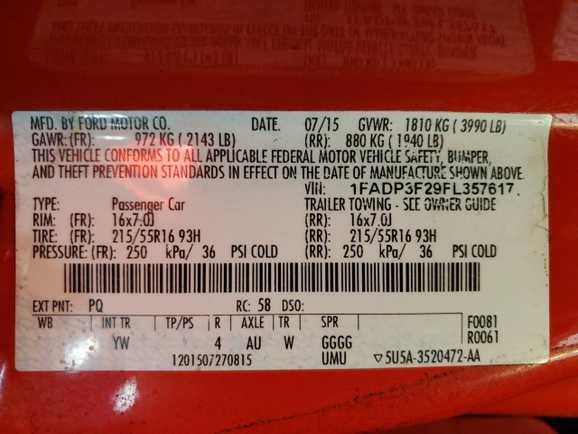 MFD. BY FORD MOTOR CO. DATE. 07/15 GVWR: 1810 KG ( 3990 LB)
GAWR: (FR): 972 KG ( 2143 LB) (RR): 880 KG ( 1940 LB)
THIS VEHICLE CONFORMS TO ALL APPLICABLE FEDERAL MOTOR VEHICLE SAFETY, BUMPER,
AND THEFT PREVENTION STANDARDS IN EFFECT ON THE DATE OF MANUFACTURE SHOWN ABOVE.
VIN: 1FADP3F29FL357617
TYPE: Passenger Car TRAILER TOWING - SEE OWNER GUIDE
RIM: (FR): 16x7.0J (RR): 16x7.0J
TIRE: (FR): 215/55R16 93H (RR): 215/55R16 93H
PRESSURE: (FR): 250 kPa/ 36 PSI COLD (RR): 250 kPa/ 36 PSI COLD
EXT PNT: PQ RC: 58 DSO:
WB INT TR TP/PS R AXLE TR SPR F0081
YW 4 AU W GGGG R0061
1201507270815 UMU ▽5U5A-3520472-AA